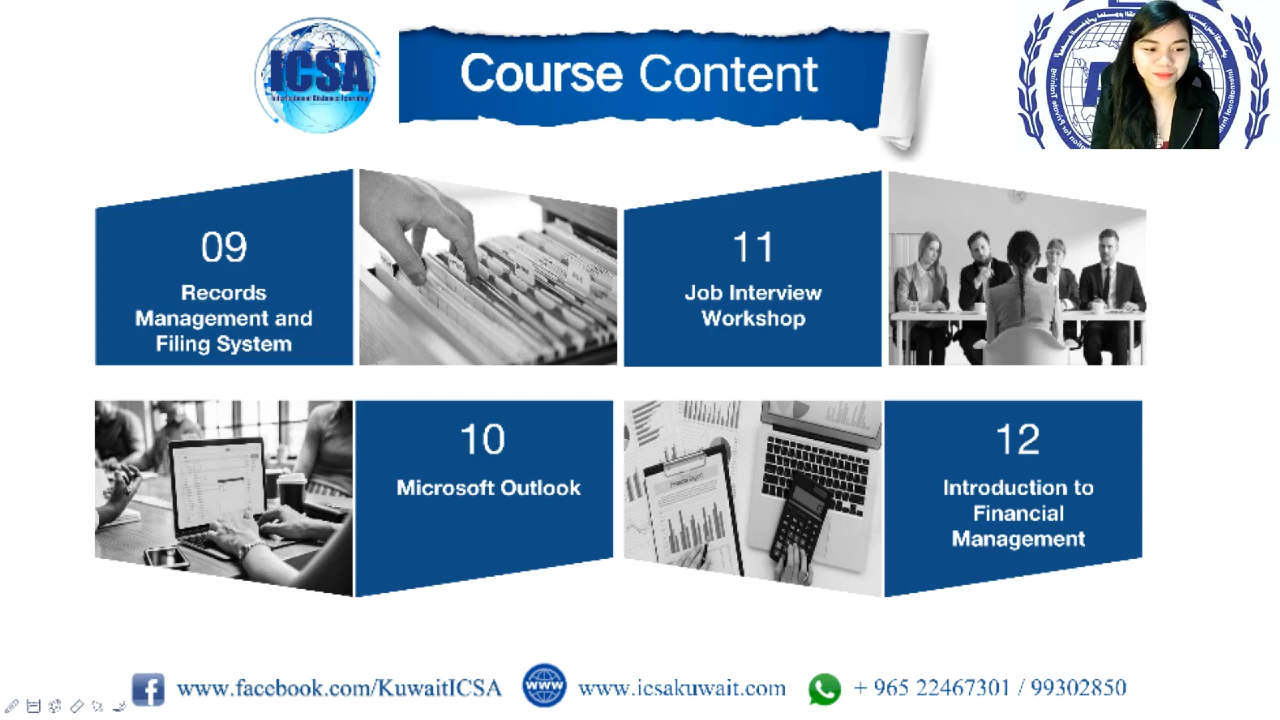 ICSA
Course Content
09
Records
Management and
Filing System
11
Job Interview
Workshop
10
Microsoft Outlook
12
Introduction to
Financial
Management
www.facebook.com/KuwaitICSA
www.icsakuwait.com
+ 965 22467301 / 99302850